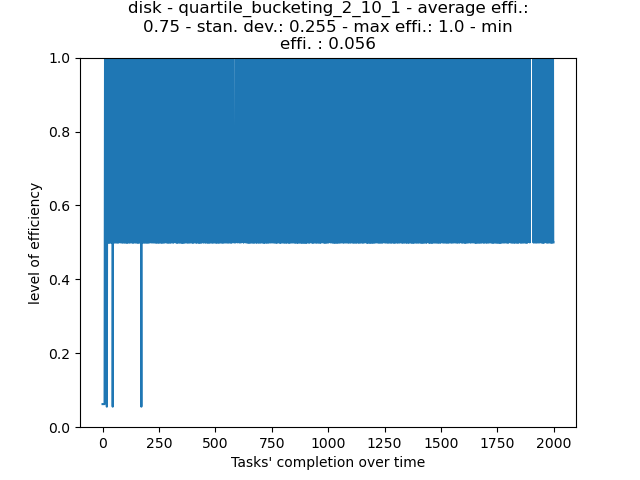 disk - quartile_bucketing_2_10_1 - average effi.:
0.75 - stan. dev.: 0.255 - max effi.: 1.0 - min
effi. : 0.056
1.0
0.8
0.6
0.4
0.2
0.0
level of efficiency
0 250 500 750 1000 1250 1500 1750 2000
Tasks' completion over time